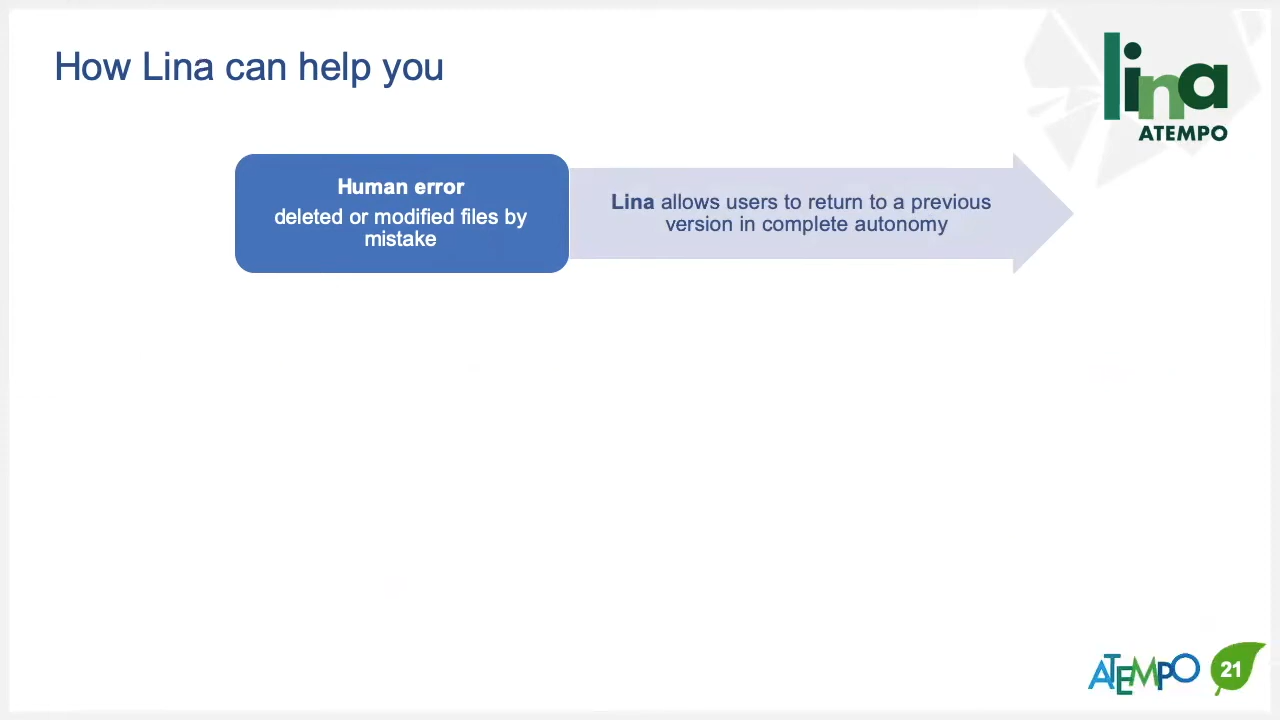 How Lina can help you
lina
ATEMPO
Human error
deleted or modified files by
mistake
Lina allows users to return to a previous
version in complete autonomy
ATEMPO
21